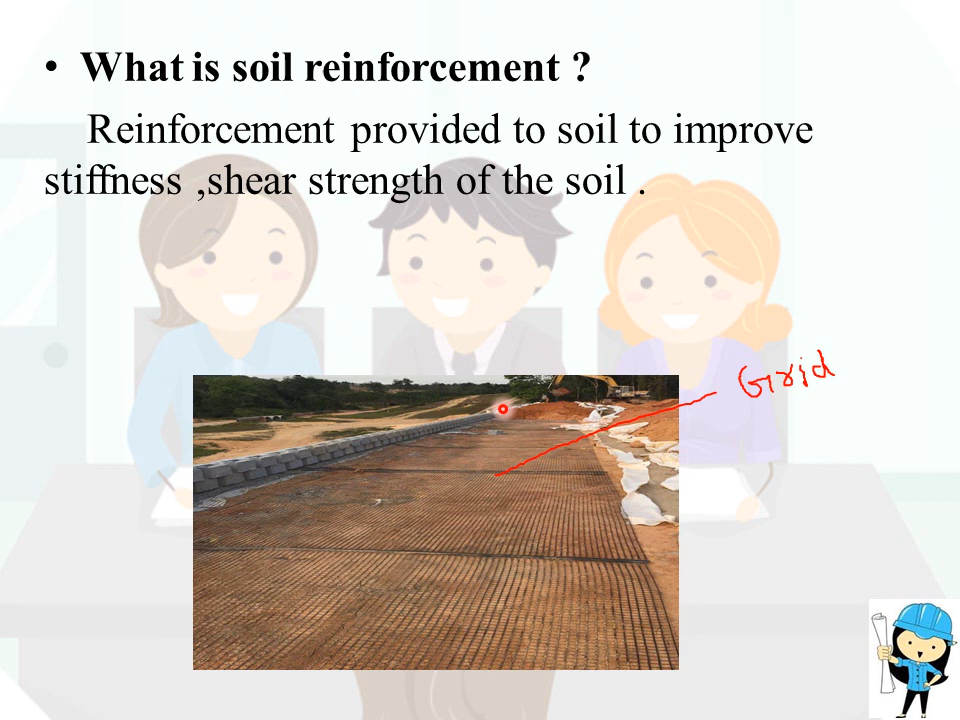 • What is soil reinforcement ?
Reinforcement provided to soil to improve
stiffness ,shear strength of the soil .
Grid